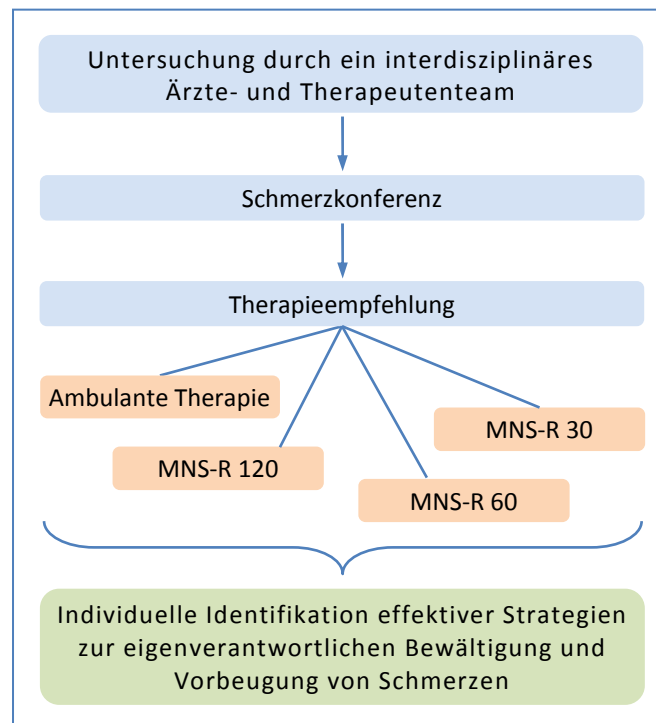 Untersuchung durch ein interdisziplinäres
Ärzte- und Therapeutenteam
Schmerzkonferenz
Therapieempfehlung
Ambulante Therapie
MNS-R 30
MNS-R 120
MNS-R 60
Individuelle Identifikation effektiver Strategien
zur eigenverantwortlichen Bewältigung und
Vorbeugung von Schmerzen